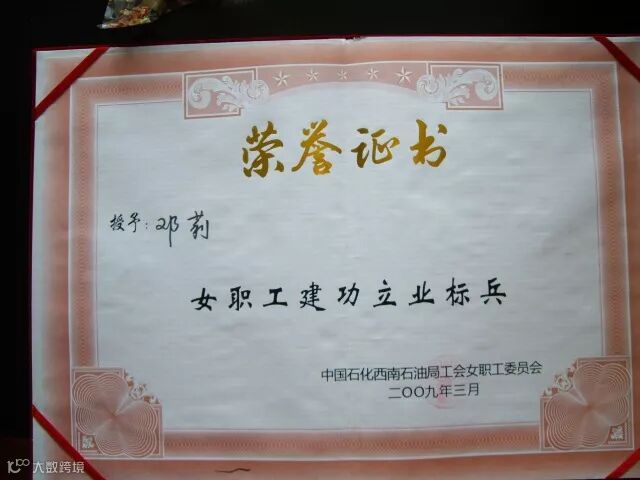 荣誉证书
授予：邓莉
女职工建功立业标兵
中国石化西南石油局工会女职工委员会
二〇〇九年三月
大数跨境